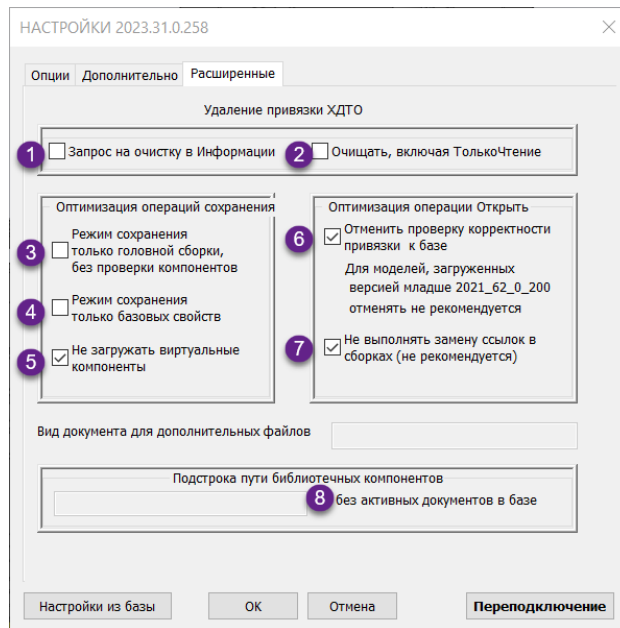 НАСТРОЙКИ 2023.31.0.258
Опции Дополнительно Расширенные
Удаление привязки ХДТО
1 Запрос на очистку в Информации 2 Очищать, включая ТолькоЧтение
Оптимизация операций сохранения
3 Режим сохранения
только головной сборки,
без проверки компонентов
4 Режим сохранения
только базовых свойств
5 Не загружать виртуальные
компоненты
Оптимизация операции Открыть
6 Отменить проверку корректности
привязки к базе
Для моделей, загруженных
версией младше 2021_62_0_200
отменять не рекомендуется
7 Не выполнять замену ссылок в
сборках (не рекомендуется)
Вид документа для дополнительных файлов
Подстрока пути библиотечных компонентов
8 без активных документов в базе
Настройки из базы ОК Отмена Переподключение